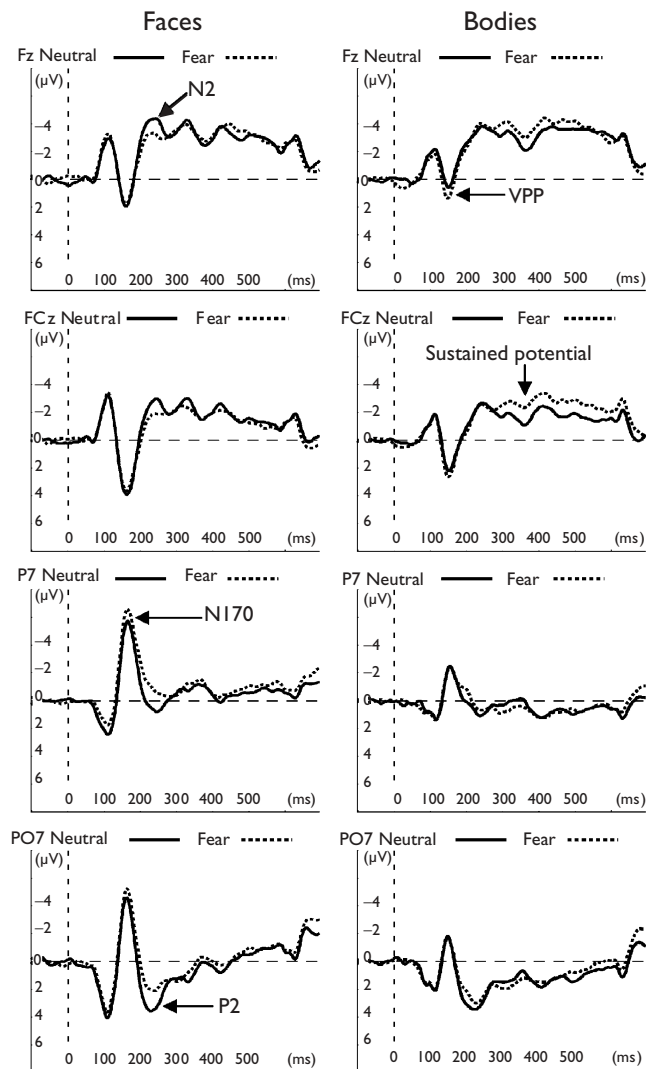 Faces Bodies
Fz Neutral Fear Fz Neutral Fear
(µV) (µV)
N2
−4 −4
−2 −2
0 0
VPP
2 2
4 4
6 6
0 100 200 300 400 500 (ms) 0 100 200 300 400 500 (ms)
FCz Neutral Fear FCz Neutral Fear
(µV) (µV)
Sustained potential
−4 −4
−2 −2
0 0
2 2
4 4
6 6
0 100 200 300 400 500 (ms) 0 100 200 300 400 500 (ms)
P7 Neutral Fear P7 Neutral Fear
(µV) (µV)
N170
−4 −4
−2 −2
0 0
2 2
4 4
6 6
0 100 200 300 400 500 (ms) 0 100 200 300 400 500 (ms)
PO7 Neutral Fear PO7 Neutral Fear
(µV) (µV)
−4 −4
−2 −2
0 0
2 2
P2
4 4
6 6
0 100 200 300 400 500 (ms) 0 100 200 300 400 500 (ms)